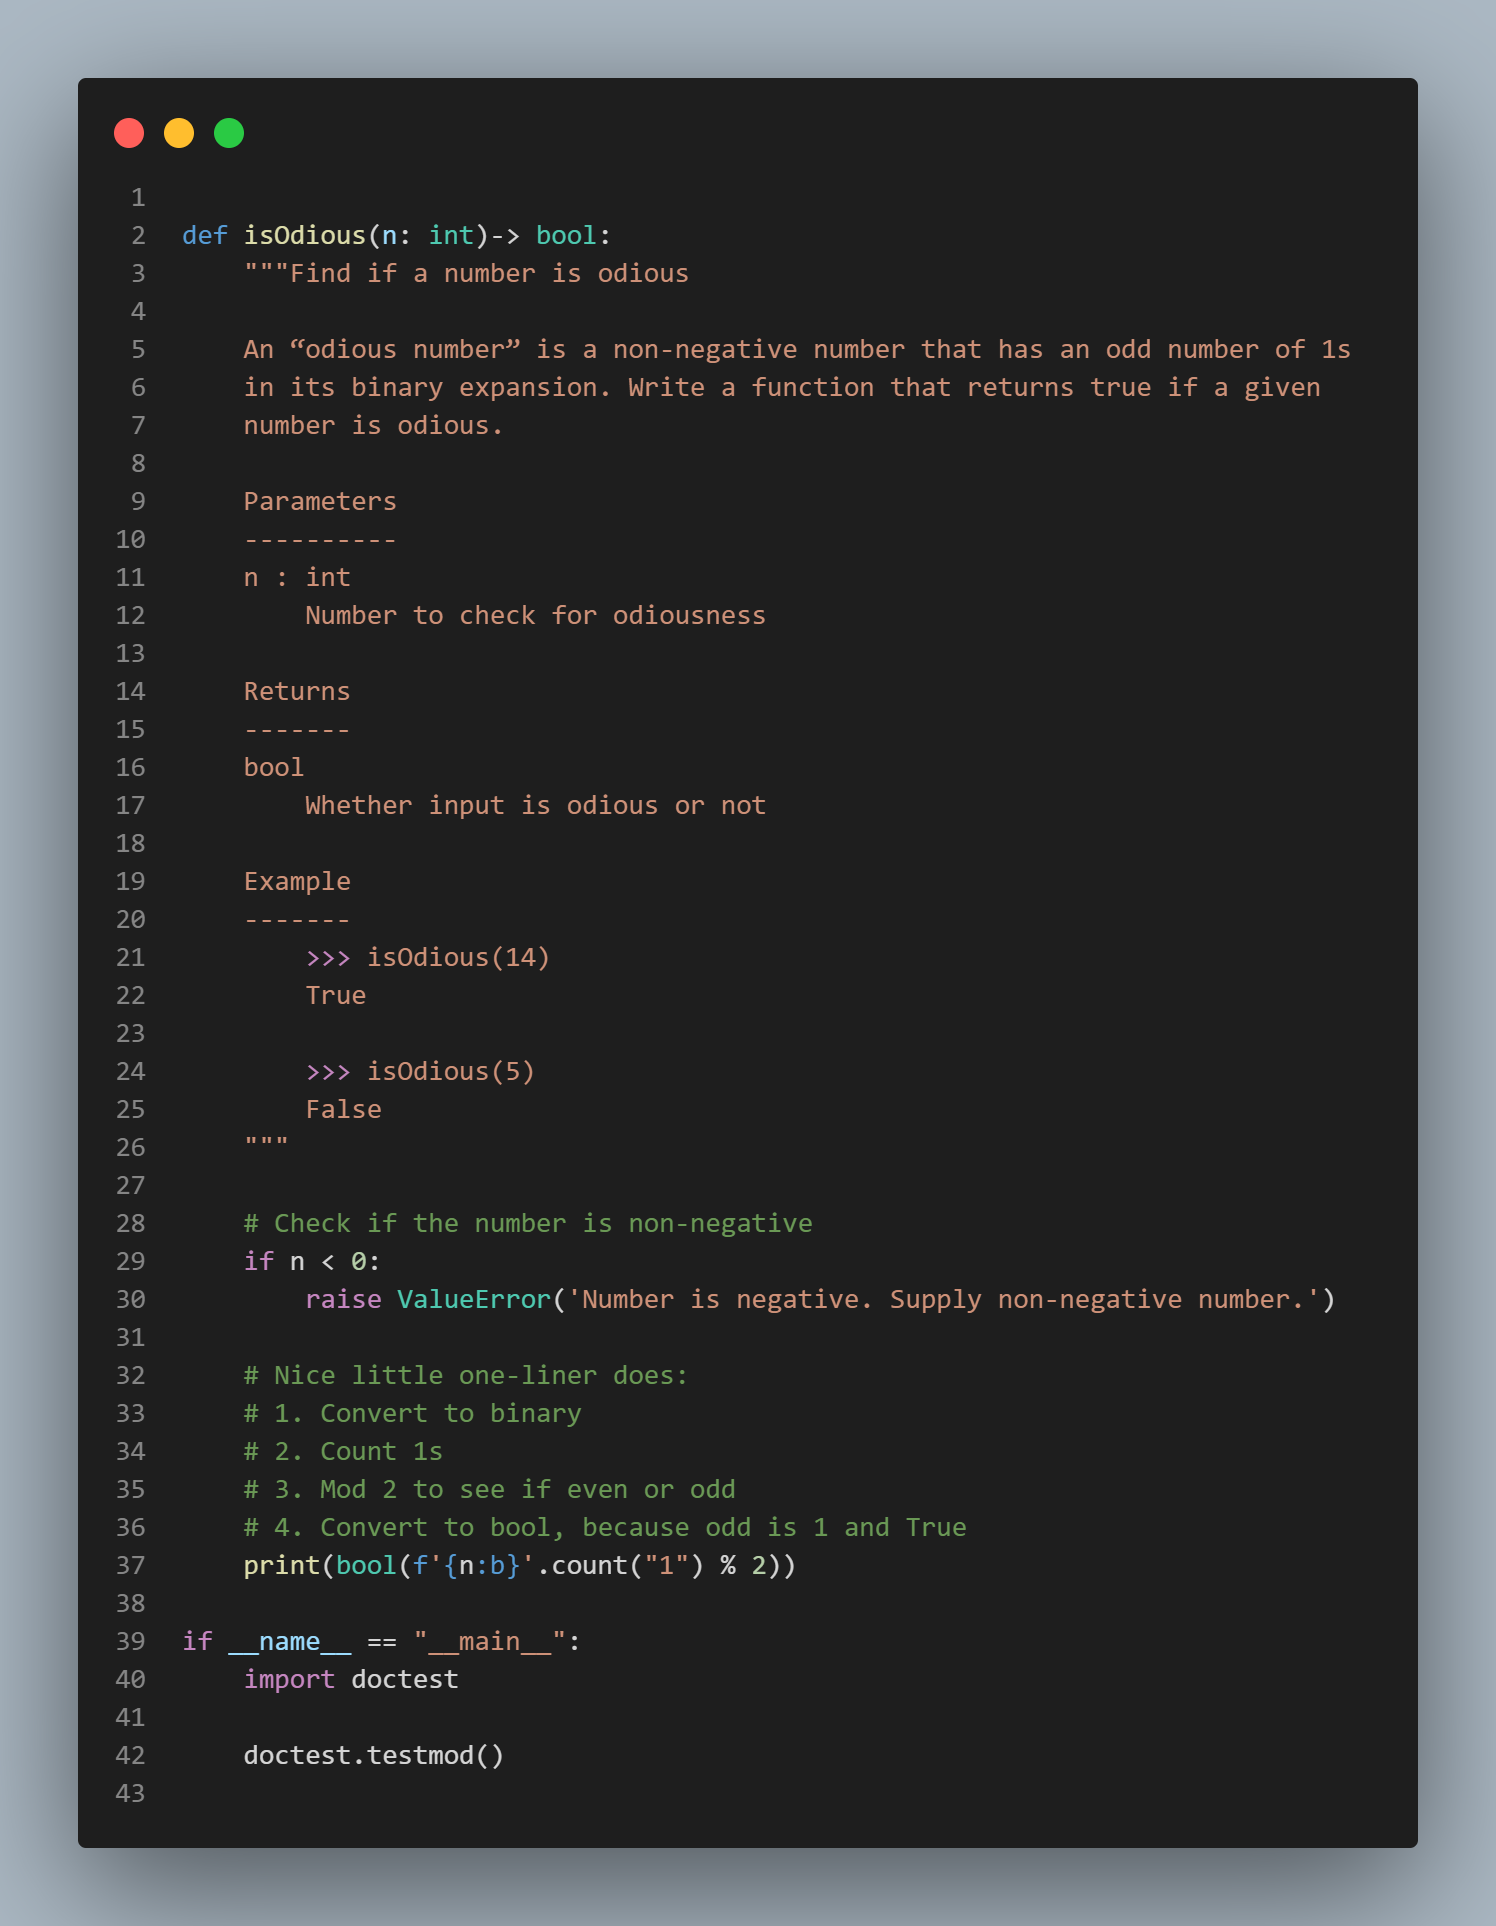 1
2 def isOdious(n: int)-> bool:
3     """Find if a number is odious
4
5     An “odious number” is a non-negative number that has an odd number of 1s
6     in its binary expansion. Write a function that returns true if a given
7     number is odious.
8
9     Parameters
10     ----------
11     n : int
12         Number to check for odiousness
13
14     Returns
15     -------
16     bool
17         Whether input is odious or not
18
19     Example
20     -------
21         >>> isOdious(14)
22         True
23
24         >>> isOdious(5)
25         False
26     """
27
28     # Check if the number is non-negative
29     if n < 0:
30         raise ValueError('Number is negative. Supply non-negative number.')
31
32     # Nice little one-liner does:
33     # 1. Convert to binary
34     # 2. Count 1s
35     # 3. Mod 2 to see if even or odd
36     # 4. Convert to bool, because odd is 1 and True
37     print(bool(f'{n:b}'.count("1") % 2))
38
39 if __name__ == "__main__":
40     import doctest
41
42     doctest.testmod()
43